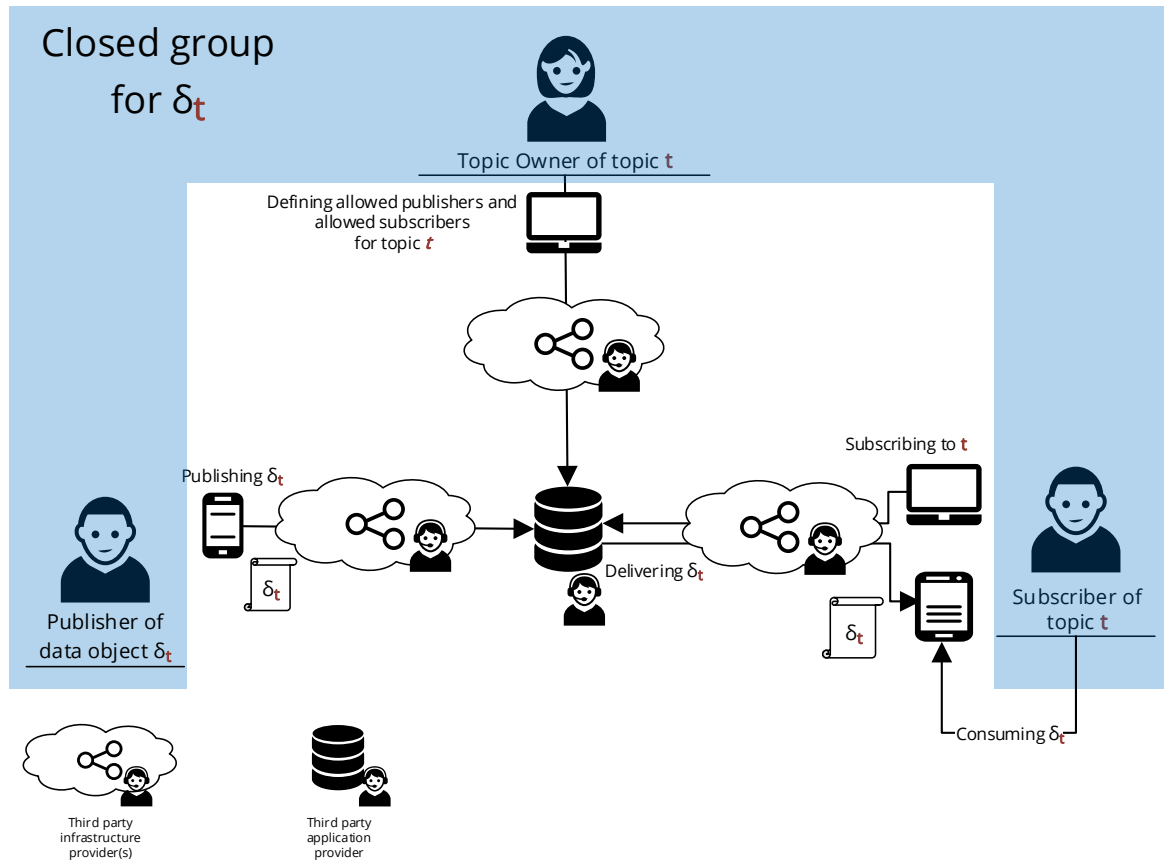 Closed group
for δt
Topic Owner of topic t
Defining allowed publishers and
allowed subscribers
for topic t
Subscribing to t
Publishing δt
Delivering δt
δt
δt
Publisher of
data object δt
Subscriber of
topic t
Consuming δt
Third party
infrastructure
provider(s)
Third party
application
provider